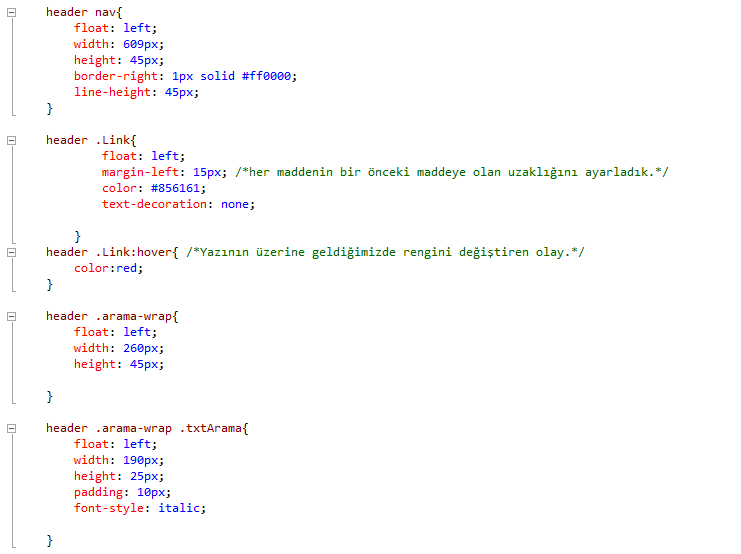 header nav{
float: left;
width: 609px;
height: 45px;
border-right: 1px solid #ff0000;
line-height: 45px;
}
header .Link{
float: left;
margin-left: 15px; /*her maddenin bir önceki maddeye olan uzaklığını ayarladık.*/
color: #856161;
text-decoration: none;
}
header .Link:hover{ /*Yazının üzerine geldiğimizde rengini değiştiren olay.*/
color:red;
}
header .arama-wrap{
float: left;
width: 260px;
height: 45px;
}
header .arama-wrap .txtArama{
float: left;
width: 190px;
height: 25px;
padding: 10px;
font-style: italic;
}